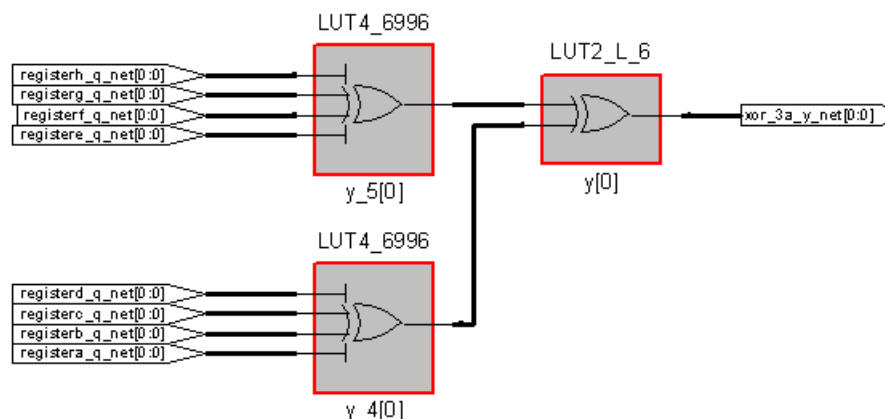 LUT4_6996
registerh_q_net[0:0]
registerg_q_net[0:0]
registerf_q_net[0:0]
registere_q_net[0:0]
y_5[0]
LUT2_L_6
xor_3a_y_net[0:0]
y[0]
LUT4_6996
registerd_q_net[0:0]
registerc_q_net[0:0]
registerb_q_net[0:0]
registera_q_net[0:0]
y_4[0]